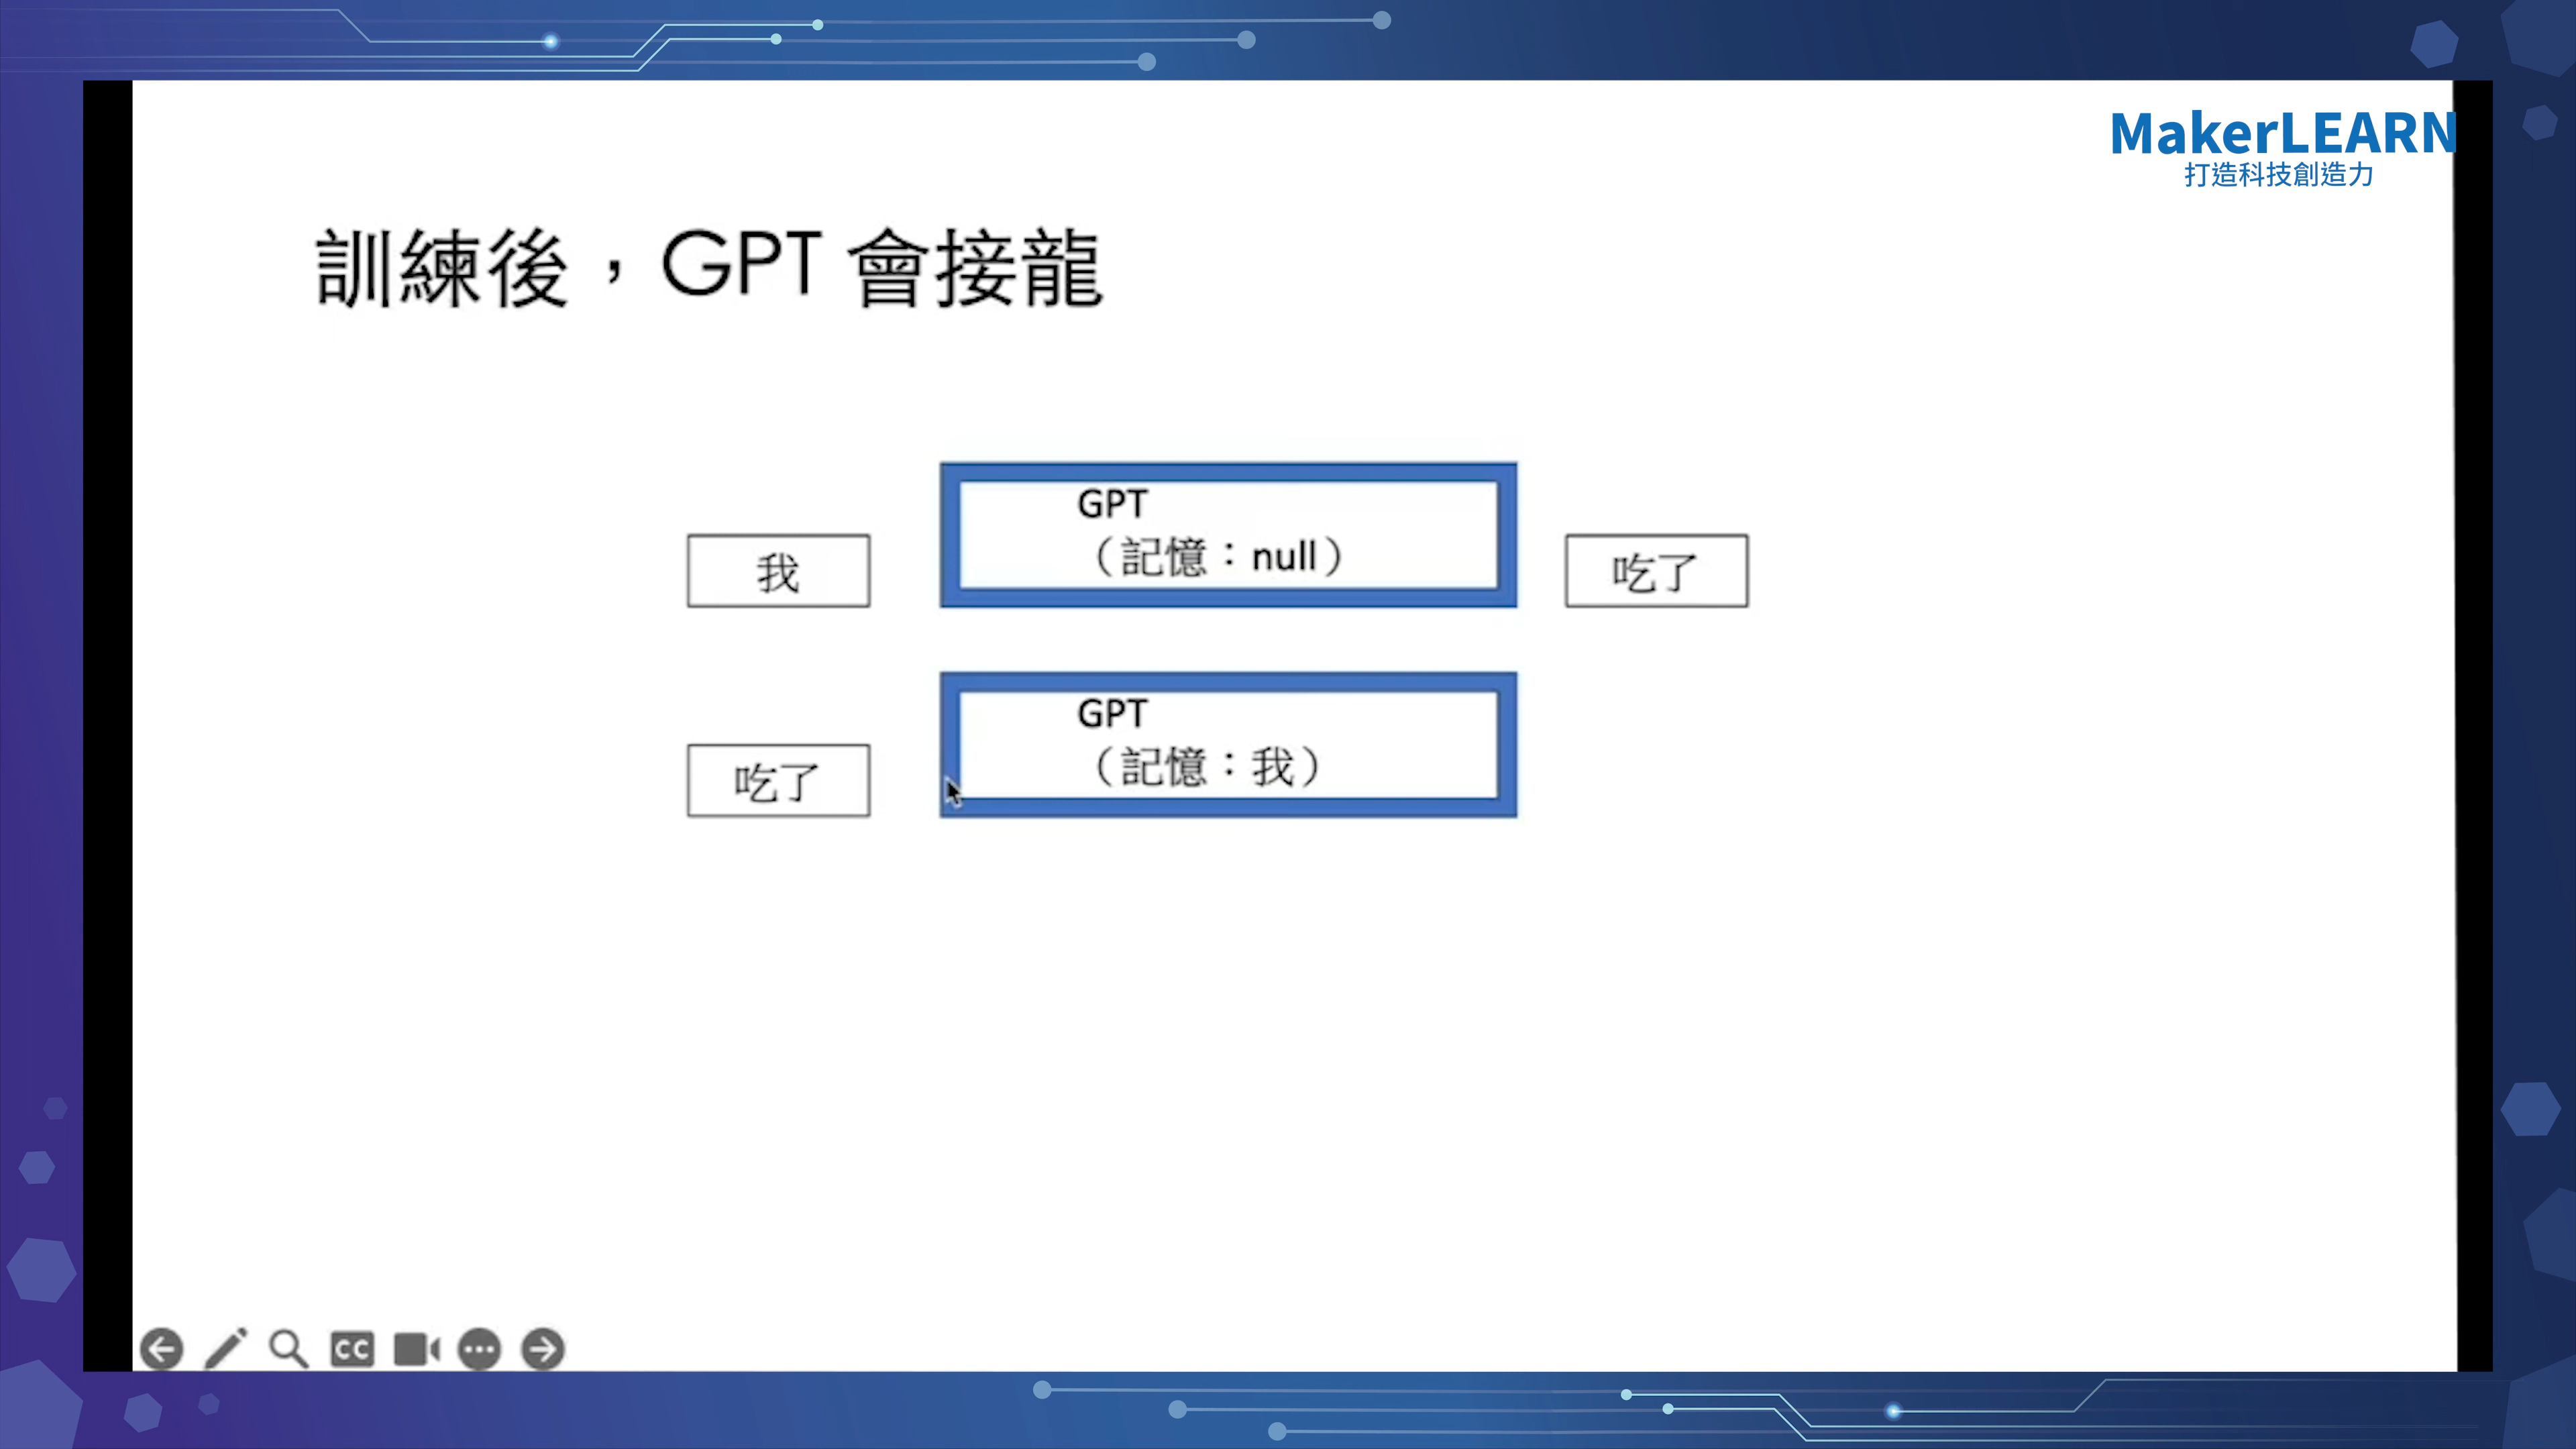 MakerLEARN
打造科技創造力
訓練後，GPT 會接龍
GPT
我
（記憶：null）
吃了
GPT
吃了
（記憶：我）
CC